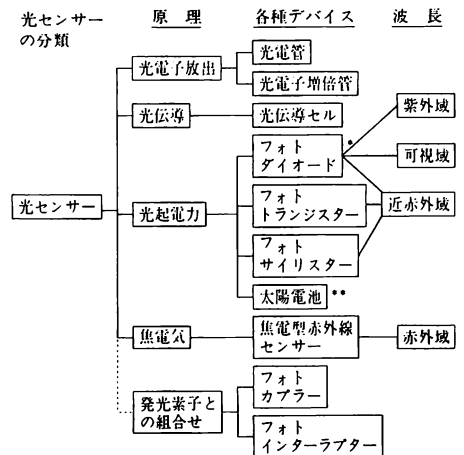 光センサー
の分類
原理
各種デバイス
波長
光センサー
光電子放出
光電管
光電子増倍管
光伝導
光伝導セル
光起電力
フォト
ダイオード
*
フォト
トランジスター
フォト
サイリスター
太陽電池
**
焦電気
焦電型赤外線
センサー
発光素子と
の組合せ
フォト
カプラー
フォト
インターラプター
紫外域
可視域
近赤外域
赤外域